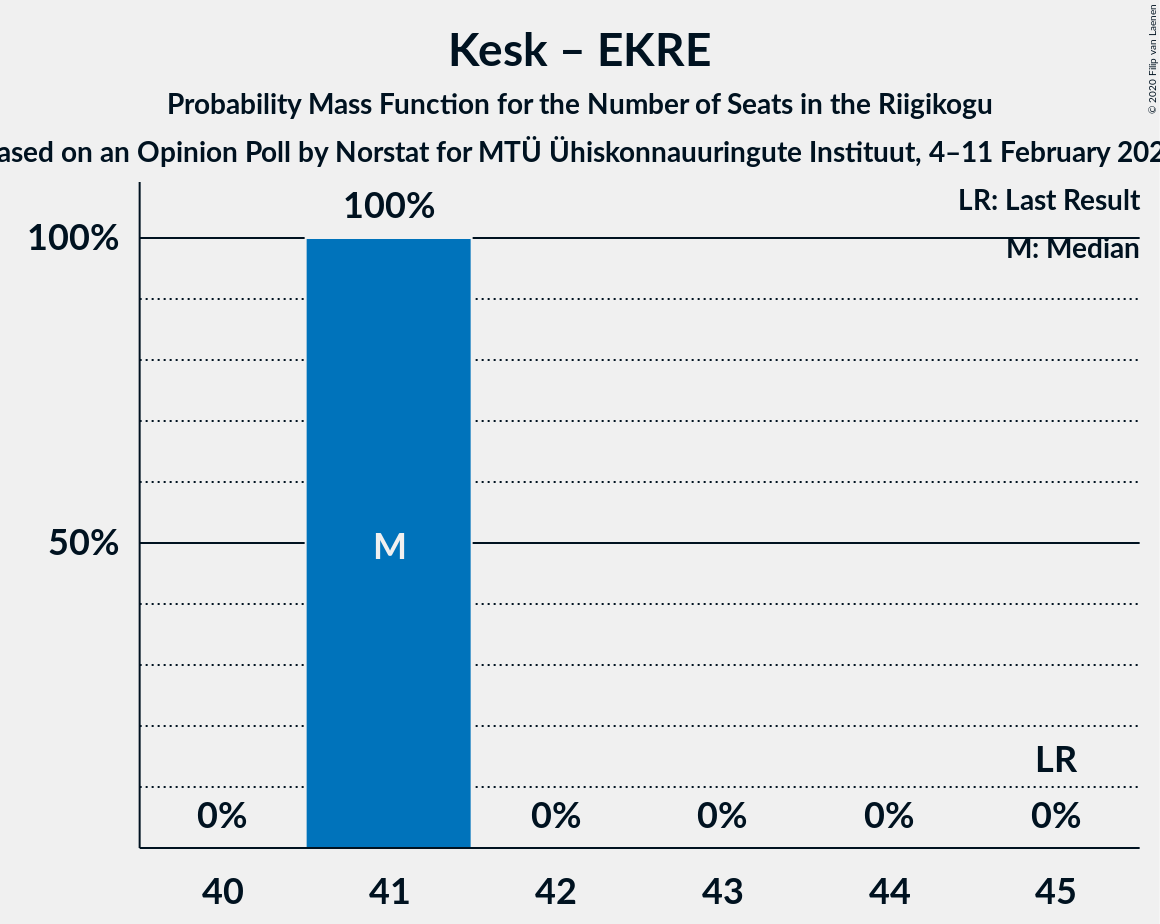 Kesk – EKRE
Probability Mass Function for the Number of Seats in the Riigikogu
ased on an Opinion Poll by Norstat for MTÜ Ühiskonnauuringute Instituut, 4–11 February 202
© 2020 Filip van Laenen
LR: Last Result
M: Median
100%
100%
50%
M
LR
0%
0%
0%
0%
0%
40
41
42
43
44
45